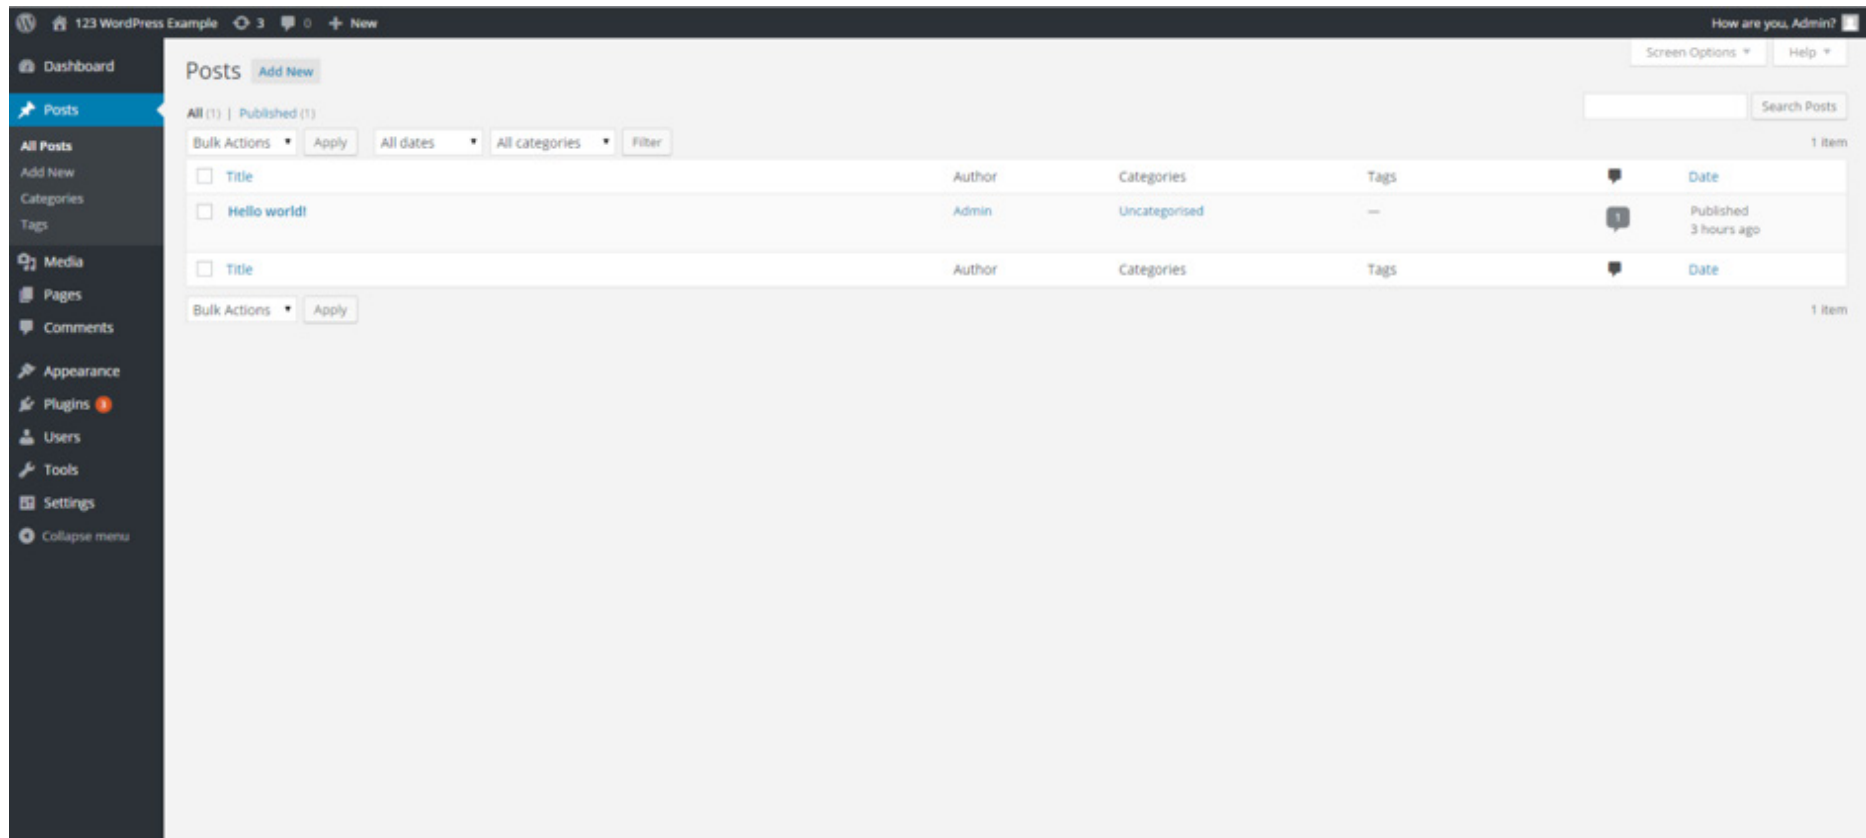 123 WordPress Example 3 0 + New How are you, Admin?
Dashboard
Posts
All Posts
Add New
Categories
Tags
Media
Pages
Comments
Appearance
Plugins 3
Users
Tools
Settings
Collapse menu
Screen Options Help
Posts Add New
All (1) | Published (1)
Search Posts
Bulk Actions Apply All dates All categories Filter 1 item
Title Author Categories Tags Date
Hello world! Admin Uncategorised — 1 Published
3 hours ago
Title Author Categories Tags Date
Bulk Actions Apply 1 item